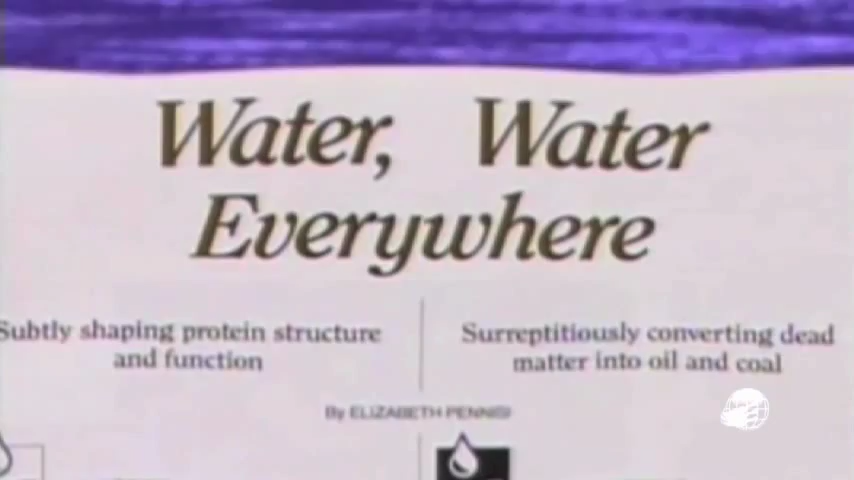 Water, Water
Everywhere
Subtly shaping protein structure
and function
Surreptitiously converting dead
matter into oil and coal
By ELIZABETH PENNISI